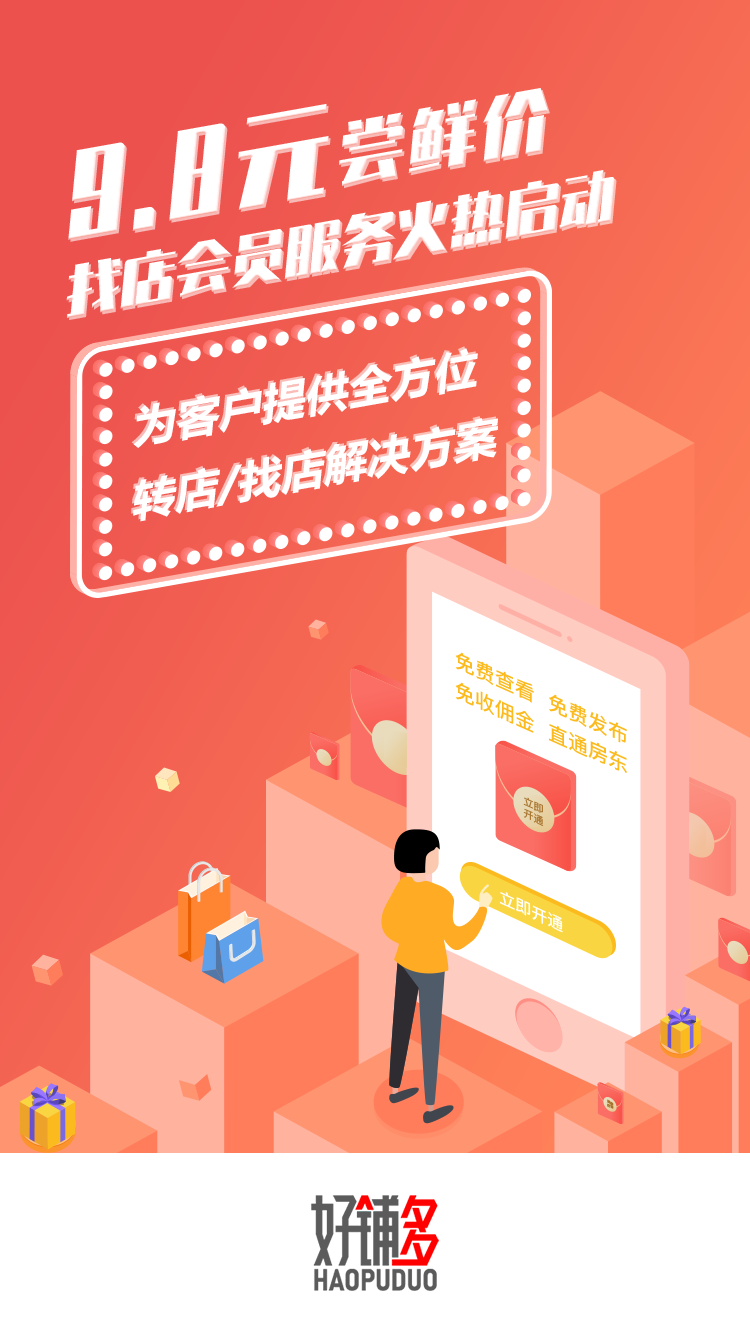 9.8元尝鲜价
找店会员服务火热启动
为客户提供全方位
转店/找店解决方案
免费查看 免费发布
免收佣金 直通房东
立即
开通
立即开通
好铺多
HAOPUDUO